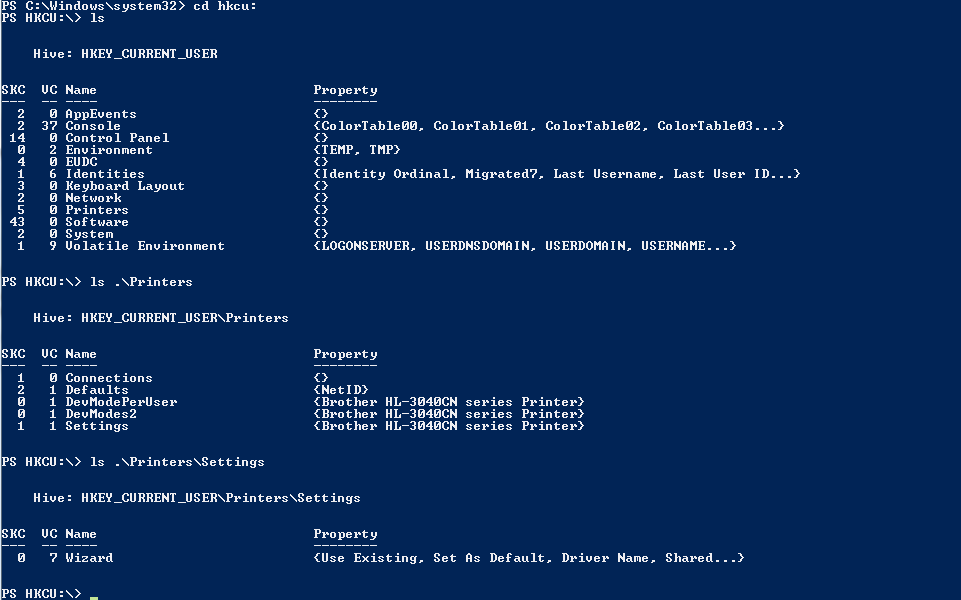 PS C:\Windows\system32> cd hkcu:
PS HKCU:\> ls
Hive: HKEY_CURRENT_USER
SKC VC Name Property
--- -- ---- --------
2 0 AppEvents {}
2 37 Console {ColorTable00, ColorTable01, ColorTable02, ColorTable03...}
14 0 Control Panel {}
0 2 Environment {TEMP, TMP}
4 0 EUDC {}
1 6 Identities {Identity Ordinal, Migrated7, Last Username, Last User ID...}
3 0 Keyboard Layout {}
2 0 Network {}
5 0 Printers {}
43 0 Software {}
2 0 System {}
1 9 Volatile Environment {LOGONSERVER, USERDNSDOMAIN, USERDOMAIN, USERNAME...}
PS HKCU:\> ls .\Printers
Hive: HKEY_CURRENT_USER\Printers
SKC VC Name Property
--- -- ---- --------
1 0 Connections {}
2 1 Defaults {NetID}
0 1 DevModePerUser {Brother HL-3040CN series Printer}
0 1 DevModes2 {Brother HL-3040CN series Printer}
1 1 Settings {Brother HL-3040CN series Printer}
PS HKCU:\> ls .\Printers\Settings
Hive: HKEY_CURRENT_USER\Printers\Settings
SKC VC Name Property
--- -- ---- --------
0 7 Wizard {Use Existing, Set As Default, Driver Name, Shared...}
PS HKCU:\> _